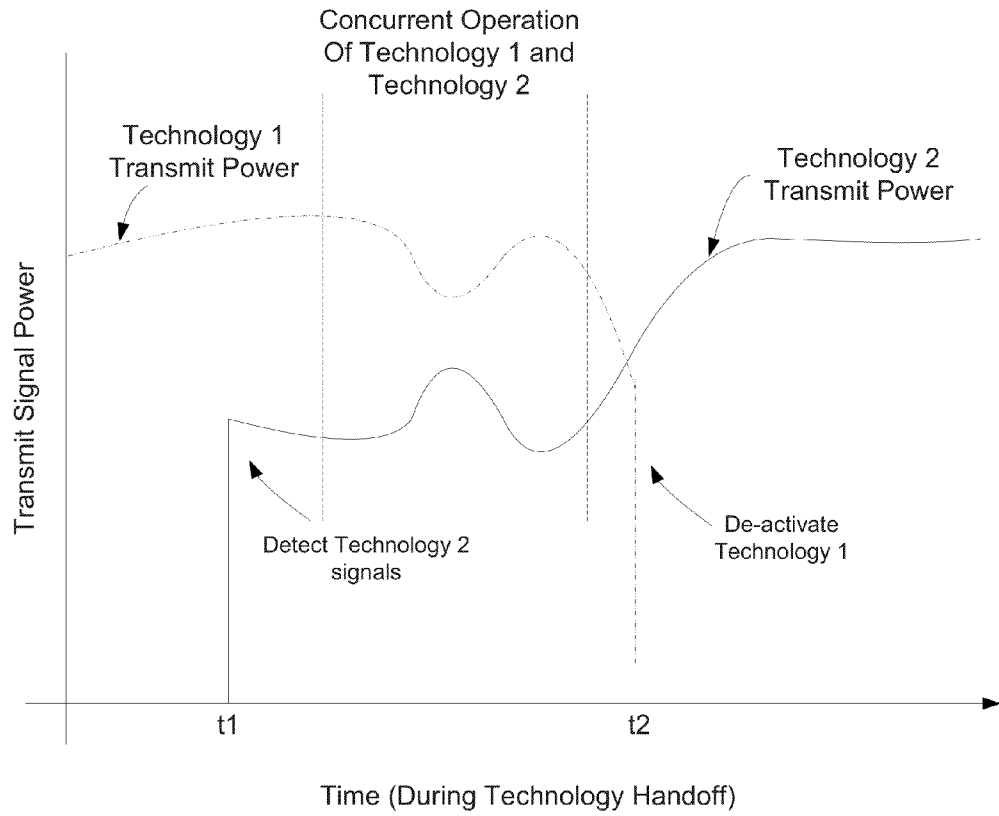 Concurrent Operation
Of Technology 1 and
Technology 2
Technology 1
Transmit Power
Technology 2
Transmit Power
Transmit Signal Power
Detect Technology 2
signals
De-activate
Technology 1
t1
t2
Time (During Technology Handoff)